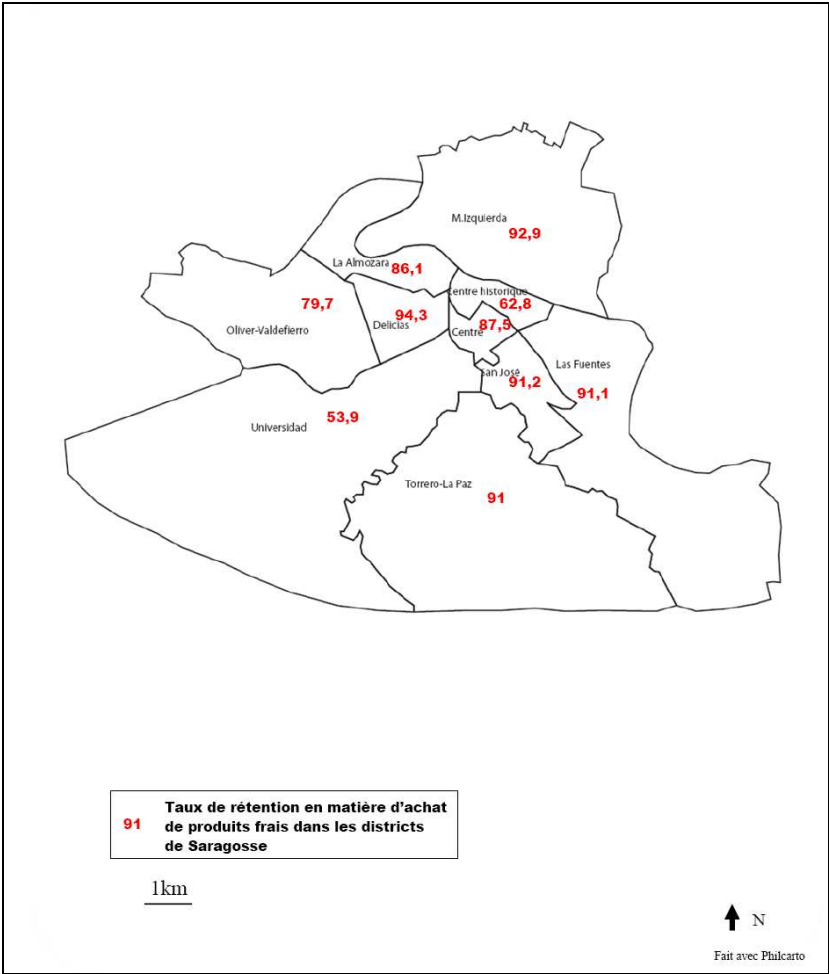 M.Izquierda
92,9
La Almozara
86,1
Centre historique
62,8
79,7
Oliver-Valdefierro
94,3
Delicias
87,5
Centre
Las Fuentes
91,1
San José
91,2
53,9
Universidad
Torrero-La Paz
91
91
Taux de rétention en matière d’achat
de produits frais dans les districts
de Saragosse
1km
N
Fait avec Philcarto